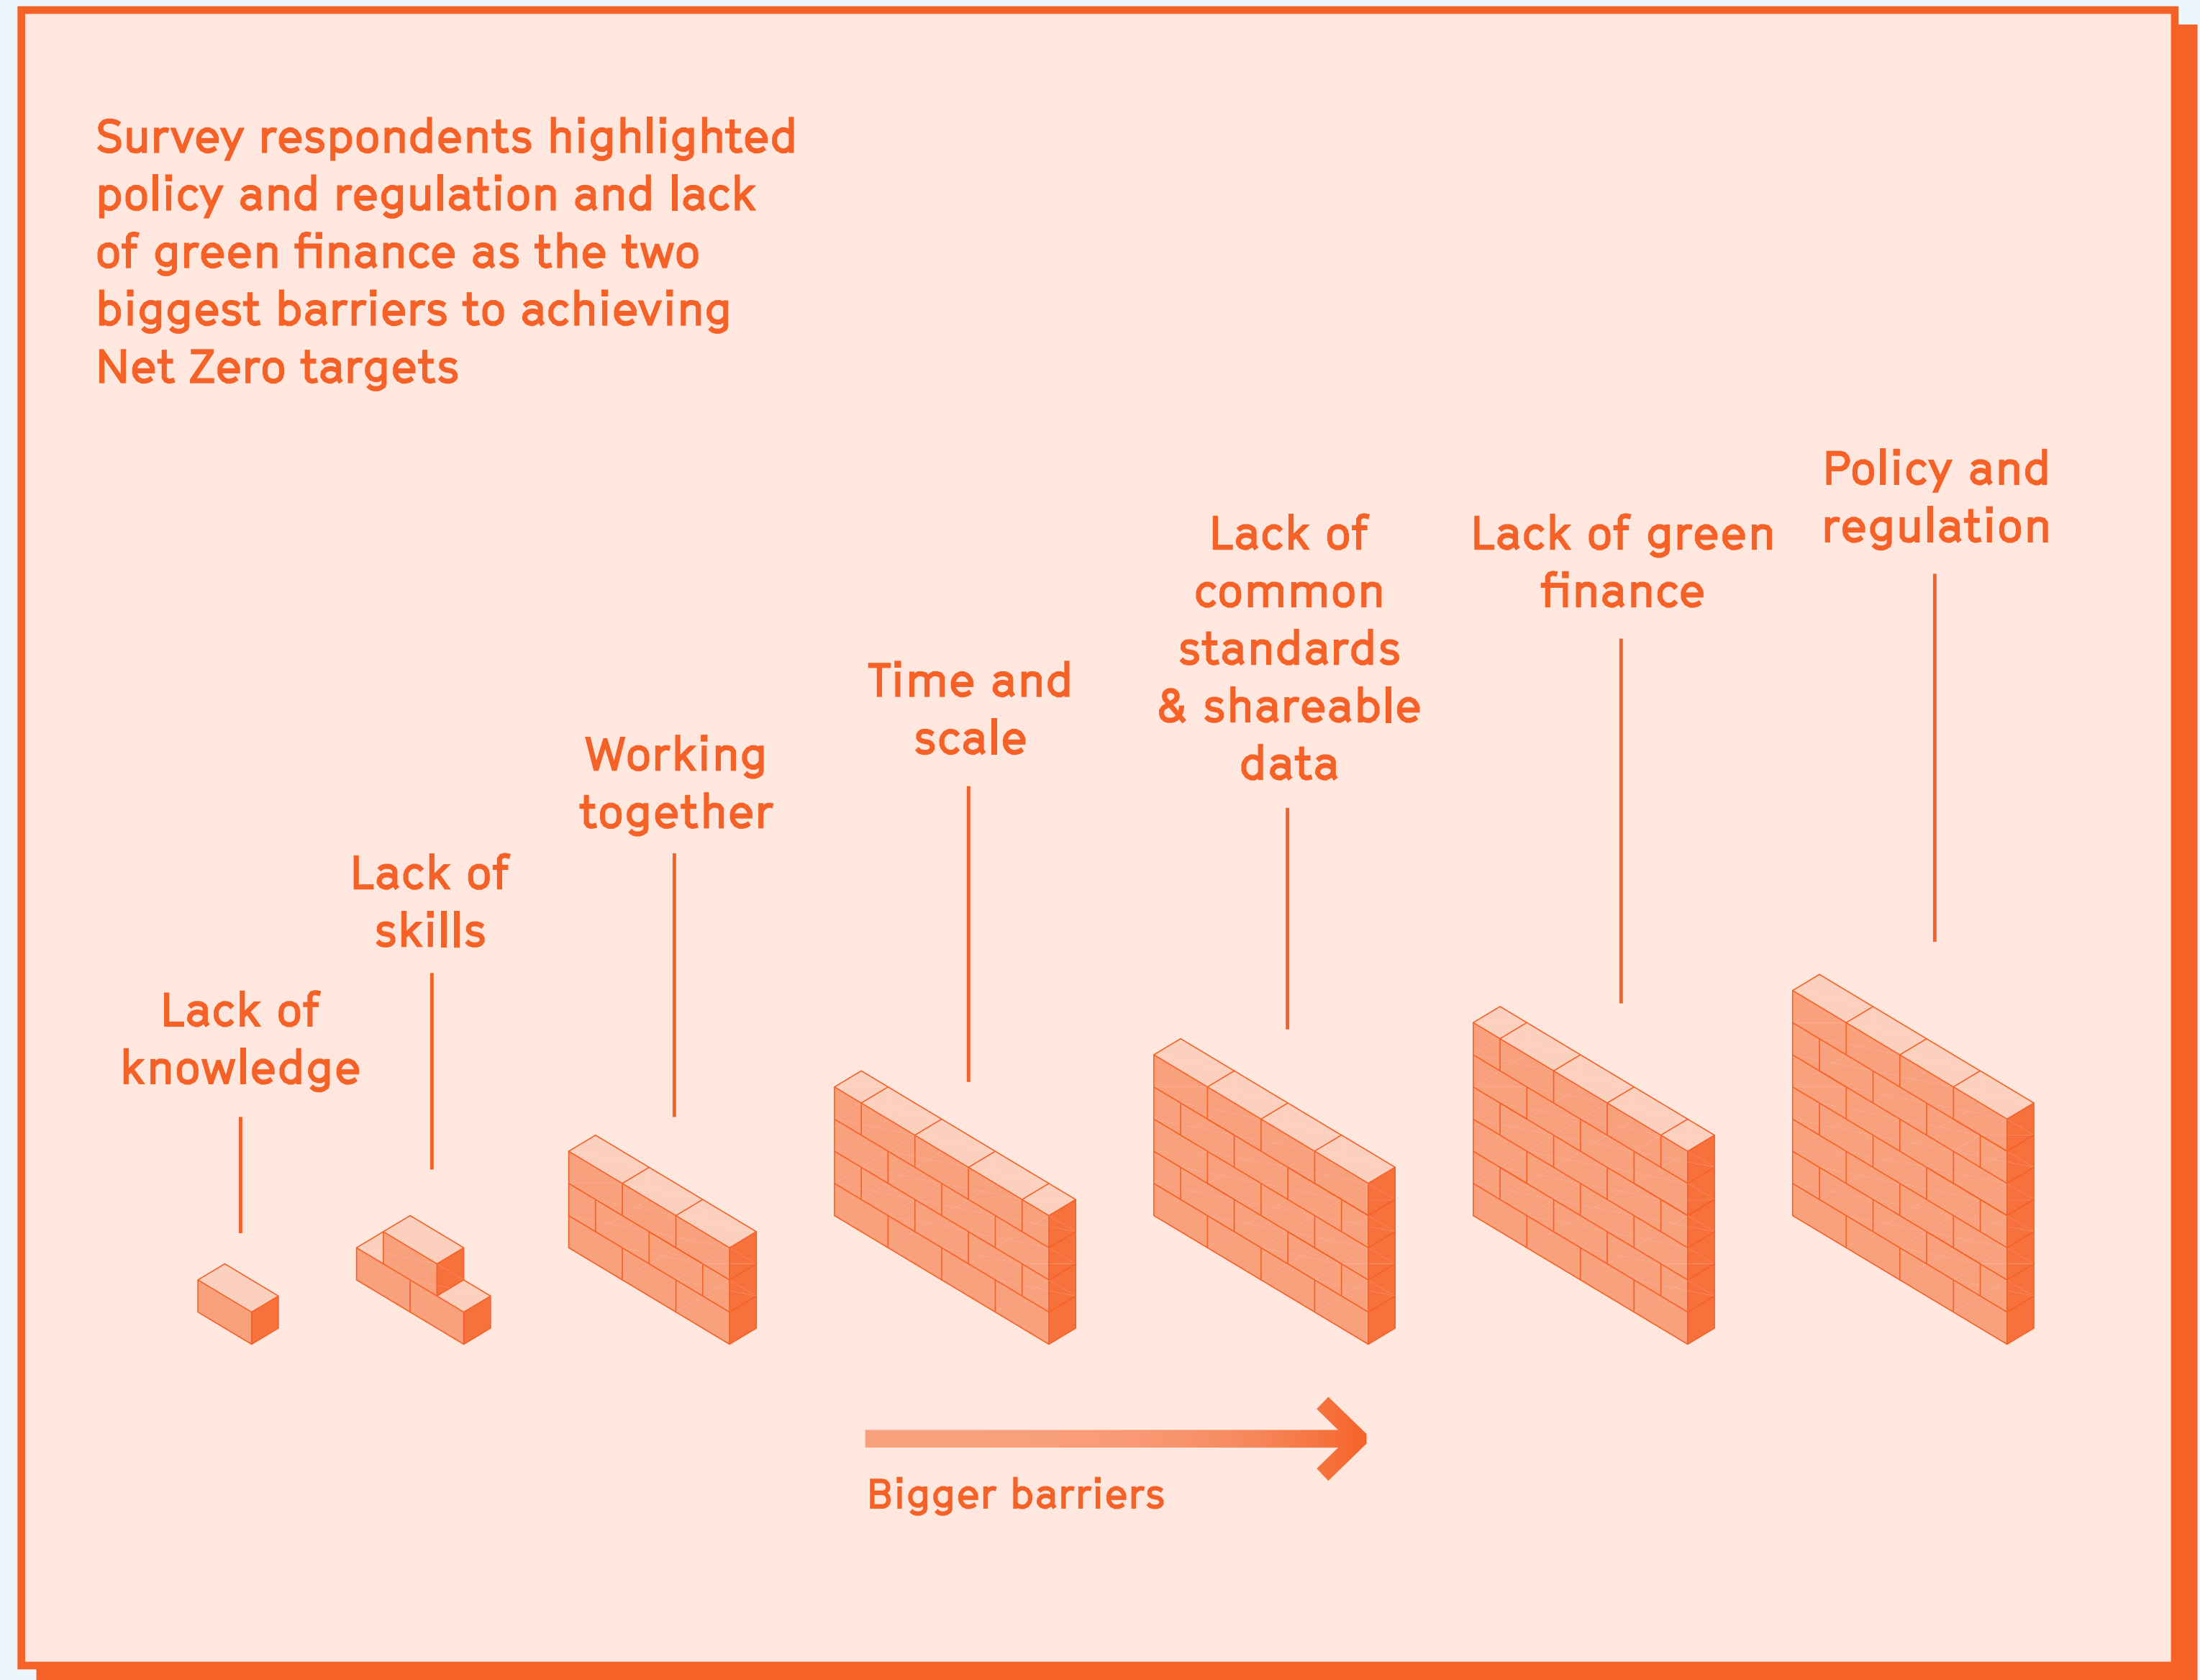 Survey respondents highlighted
policy and regulation and lack
of green finance as the two
biggest barriers to achieving
Net Zero targets
Lack of
knowledge
Lack of
skills
Working
together
Time and
scale
Lack of
common
standards
& shareable
data
Lack of green
finance
Policy and
regulation
Bigger barriers